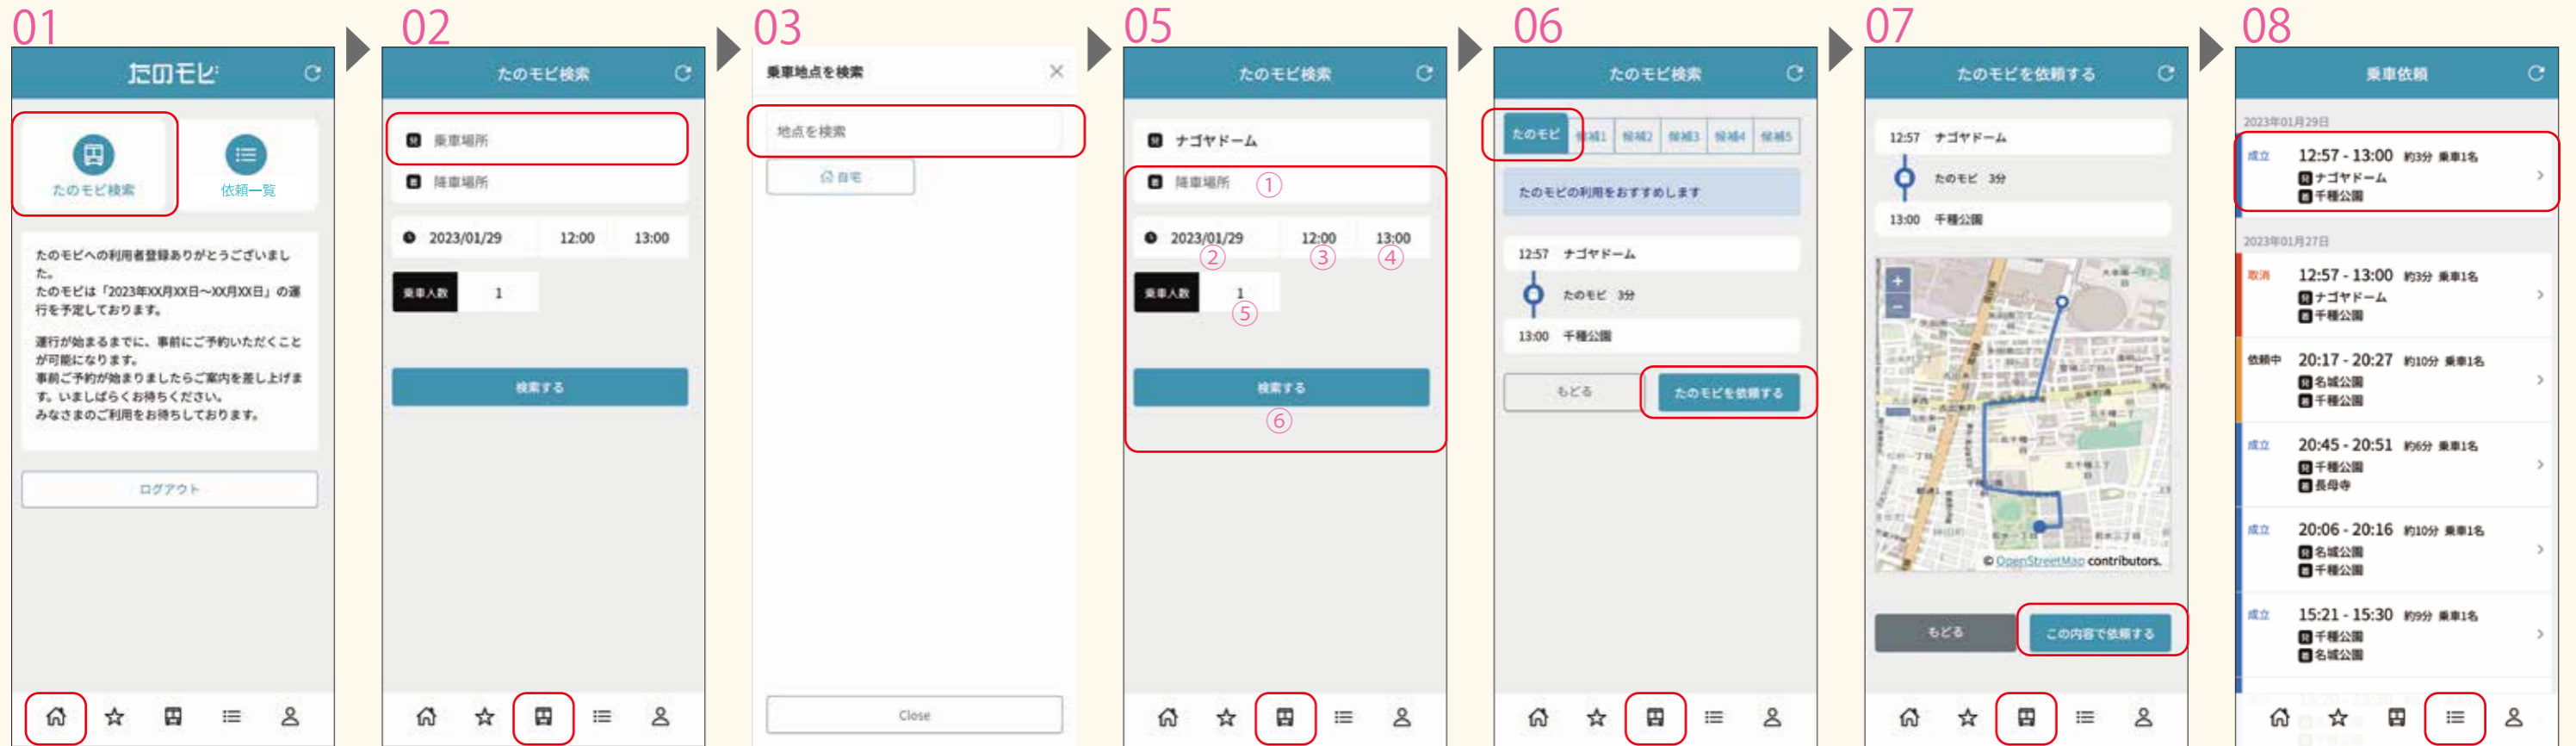 01
たのモビ
たのモビ検索
依頼一覧
たのモビへの利用者登録ありがとうございまし
た。
たのモビは「2023年XX月XX日〜XX月XX日」の運
行を予定しております。
運行が始まるまでに、事前にご予約いただくこと
が可能になります。
事前ご予約が始まりましたらご案内を差し上げま
す。いましばらくお待ちください。
みなさまのご利用をお待ちしております。
ログアウト
02
たのモビ検索
発 乗車場所
着 降車場所
2023/01/29 12:00 13:00
乗車人数 1
検索する
03
乗車地点を検索
地点を検索
自宅
Close
05
たのモビ検索
発 ナゴヤドーム
着 降車場所 ①
2023/01/29 12:00 13:00
② ③ ④
乗車人数 1
⑤
検索する
⑥
06
たのモビ検索
たのモビ 候補1 候補2 候補3 候補4 候補5
たのモビの利用をおすすめします
12:57 ナゴヤドーム
たのモビ 3分
13:00 千種公園
もどる たのモビを依頼する
07
たのモビを依頼する
12:57 ナゴヤドーム
たのモビ 3分
13:00 千種公園
+
−
© OpenStreetMap contributors.
もどる この内容で依頼する
08
乗車依頼
2023年01月29日
成立 12:57 - 13:00 約3分 乗車1名
発 ナゴヤドーム
着 千種公園
2023年01月27日
取消 12:57 - 13:00 約3分 乗車1名
発 ナゴヤドーム
着 千種公園
依頼中 20:17 - 20:27 約10分 乗車1名
発 名城公園
着 千種公園
成立 20:45 - 20:51 約6分 乗車1名
発 千種公園
着 長母寺
成立 20:06 - 20:16 約10分 乗車1名
発 名城公園
着 千種公園
成立 15:21 - 15:30 約9分 乗車1名
発 千種公園
着 名城公園